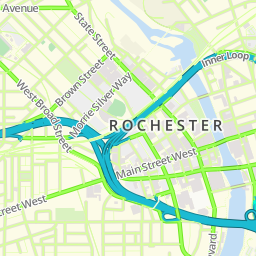 Avenue
State Street
Inner Loop
Brown Street
Morrie Silver Way
West Broad Street
ROCHESTER
Main Street West
Street West